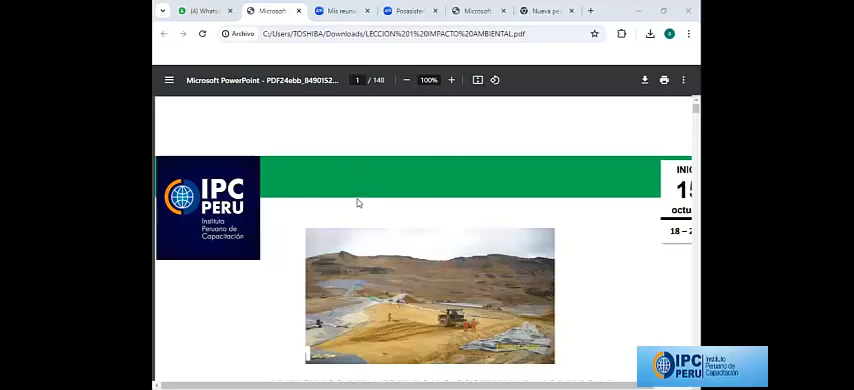 (4) Whats
Microsoft
Mis reuni
Posasister
Microsoft
Nueva pe
Archivo
C:/Users/TOSHIBA/Downloads/LECCION%201%20IMPACTO%20AMBIENTAL.pdf
Microsoft PowerPoint - PDF24ebb_8490152...
1 / 148
100%
IPC
PERU
Instituto
Peruano de
Capacitación
INIC
15
octu
18 – 2
IPC
PERU
Instituto
Peruano de
Capacitación